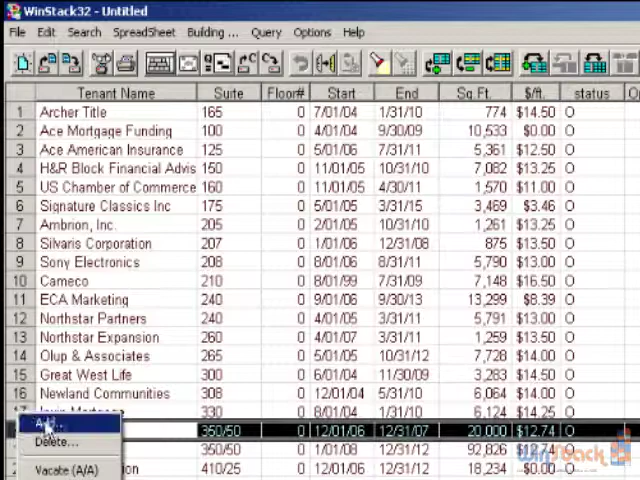 WinStack32 - Untitled
File Edit Search SpreadSheet Building ... Query Options Help
Tenant Name Suite Floor# Start End Sq.Ft. $/ft. status
1 Archer Title 165 0 7/01/04 1/31/10 774 $14.50 O
2 Ace Mortgage Funding 100 0 4/01/04 9/30/09 10,533 $0.00 O
3 Ace American Insurance 125 0 5/01/06 7/31/11 5,361 $12.50 O
4 H&R Block Financial Advis 150 0 11/01/05 10/31/10 7,082 $13.25 O
5 US Chamber of Commerce 160 0 11/01/05 4/30/11 1,570 $11.00 O
6 Signature Classics Inc 175 0 5/01/05 3/31/15 3,469 $3.46 O
7 Ambrion, Inc. 205 0 2/01/05 10/31/10 1,461 $13.25 O
8 Silvaris Corporation 207 0 1/01/06 12/31/08 875 $13.50 O
9 Sony Electronics 208 0 8/01/06 8/31/11 5,790 $13.00 O
10 Cameco 210 0 8/01/99 7/31/09 7,148 $16.50 O
11 ECA Marketing 240 0 9/01/06 9/30/13 13,299 $8.39 O
12 Northstar Partners 240 0 4/01/06 3/31/11 5,791 $13.00 O
13 Northstar Expansion 260 0 4/01/07 3/31/11 1,259 $13.50 O
14 Olup & Associates 265 0 5/01/05 10/31/12 7,728 $14.00 O
15 Great West Life 300 0 6/01/04 11/30/09 3,283 $14.50 O
16 Newland Communities 308 0 12/01/04 5/31/12 6,064 $14.00 O
17 330 0 8/01/04 1/31/10 6,124 $14.25 O
Add...
350/50 0 12/01/06 12/31/07 20,000 $12.74 O
Delete...
350/50 0 1/01/08 12/31/18 92,826 $12.74
Vacate (A/A)
410/25 0 12/01/06 12/31/12 18,234 $0.00
WinStack